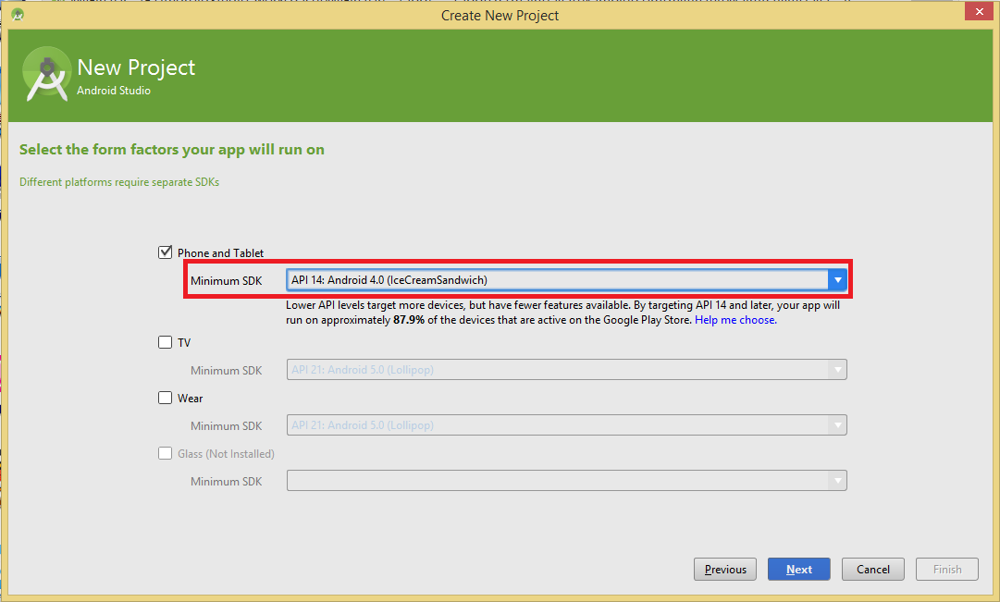 Create New Project
New Project
Android Studio
Select the form factors your app will run on
Different platforms require separate SDKs
Phone and Tablet
Minimum SDK API 14: Android 4.0 (IceCreamSandwich)
Lower API levels target more devices, but have fewer features available. By targeting API 14 and later, your app will
run on approximately 87.9% of the devices that are active on the Google Play Store. Help me choose.
TV
Minimum SDK API 21: Android 5.0 (Lollipop)
Wear
Minimum SDK API 21: Android 5.0 (Lollipop)
Glass (Not Installed)
Minimum SDK
Previous Next Cancel Finish